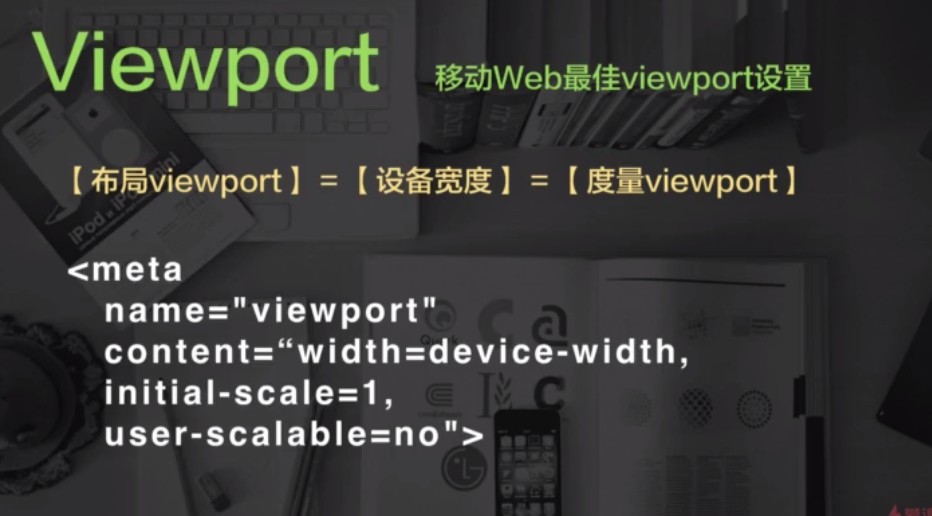 Viewport
移动Web最佳viewport设置
【布局viewport】=【设备宽度】=【度量viewport】
<meta
name="viewport"
content=“width=device-width,
initial-scale=1,
user-scalable=no">
iPod